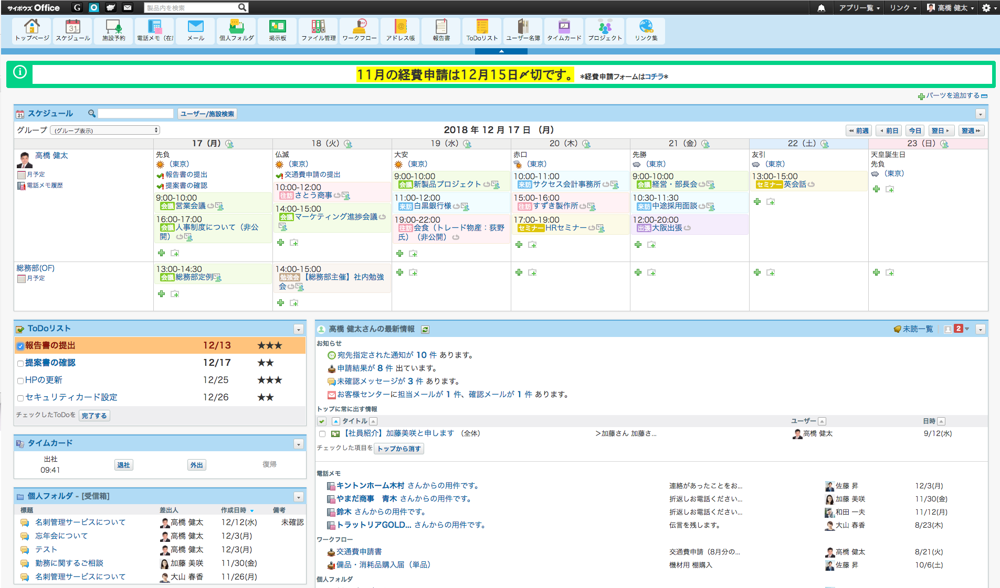 サイボウズ Office
G
製品内を検索
アプリ一覧
リンク
高橋 健太
トップページ
スケジュール
施設予約
電話メモ（在
メール
個人フォルダ
掲示板
ファイル管理
ワークフロー
アドレス帳
報告書
ToDoリスト
ユーザー名簿
タイムカード
プロジェクト
リンク集
11月の経費申請は12月15日〆切です。 *経費申請フォームはコチラ*
パーツを追加する
スケジュール
ユーザー/施設検索
グループ (グループ表示)
2018 年 12 月 17 日 （月）
前週
前日
今日
翌日
翌週
17（月）
18（火）
19（水）
20（木）
21（金）
22（土）
23（日）
高橋 健太
月予定
電話メモ履歴
先負
（東京）
報告書の提出
提案書の確認
9:00-10:00
会議 営業会議
16:00-17:00
会議 人事制度について（非公
開）
仏滅
（東京）
交通費申請の提出
10:00-12:00
往訪 さとう商事
14:00-15:00
会議 マーケティング進捗会議
大安
（東京）
9:00-10:00
会議 新製品プロジェクト
11:00-12:00
来訪 白黒銀行様
19:00-22:00
往訪 会食（トレード物産：荻野
氏）（非公開）
赤口
（東京）
10:00-11:00
来訪 サクセス会計事務所
15:00-16:00
往訪 すずき製作所
17:00-19:00
セミナー HRセミナー
先勝
（東京）
9:00-10:00
会議 経営・部長会
10:30-11:30
来訪 中途採用面談
12:00-20:00
出張 大阪出張
友引
（東京）
13:00-15:00
セミナー 英会話
天皇誕生日
先負
（東京）
総務部(OF)
月予定
13:00-14:30
会議 総務部定例
14:00-15:00
勉強会 【総務部主催】社内勉強
会
ToDoリスト
報告書の提出 12/13 ★★★
提案書の確認 12/17 ★★
HPの更新 12/25 ★★★
セキュリティカード設定 12/26 ★★
チェックしたToDoを 完了する
タイムカード
出社
09:41
退社
外出
復帰
個人フォルダ - [受信箱]
標題 差出人 作成日時 備考
名刺管理サービスについて 高橋 健太 12/12(水) 未確認
忘年会について 高橋 健太 12/3(月)
テスト 高橋 健太 12/3(月)
勤務に関するご相談 加藤 美咲 11/30(金)
名刺管理サービスについて 大山 春香 11/26(月)
高橋 健太さんの最新情報
未読一覧
2
お知らせ
宛先指定された通知が 10 件 あります。
申請結果が 8 件 出ています。
未確認メッセージが 3 件 あります。
お客様センターに担当メールが 1 件、確認メールが 1 件 あります。
トップに常に出す情報
タイトル ユーザー 日時
【社員紹介】加藤美咲と申します （全体） >加藤さん 加藤さ... 高橋 健太 9/12(水)
チェックした項目を トップから消す
電話メモ
キントンホーム木村 さんからの用件です。 連絡があったことをお... 佐藤 昇 12/3(月)
やまだ商事　青木 さんからの用件です。 折返しお電話ください... 加藤 美咲 11/30(金)
鈴木 さんからの用件です。 折返しお電話ください... 和田 一夫 11/12(月)
トラットリアGOLD... さんからの用件です。 伝言を残します。 大山 春香 8/23(木)
ワークフロー
交通費申請書 交通費申請（8月分の... 高橋 健太 8/21(火)
備品・消耗品購入届（単品） 機材用 棚購入 佐藤 昇 10/6(土)
個人フォルダ